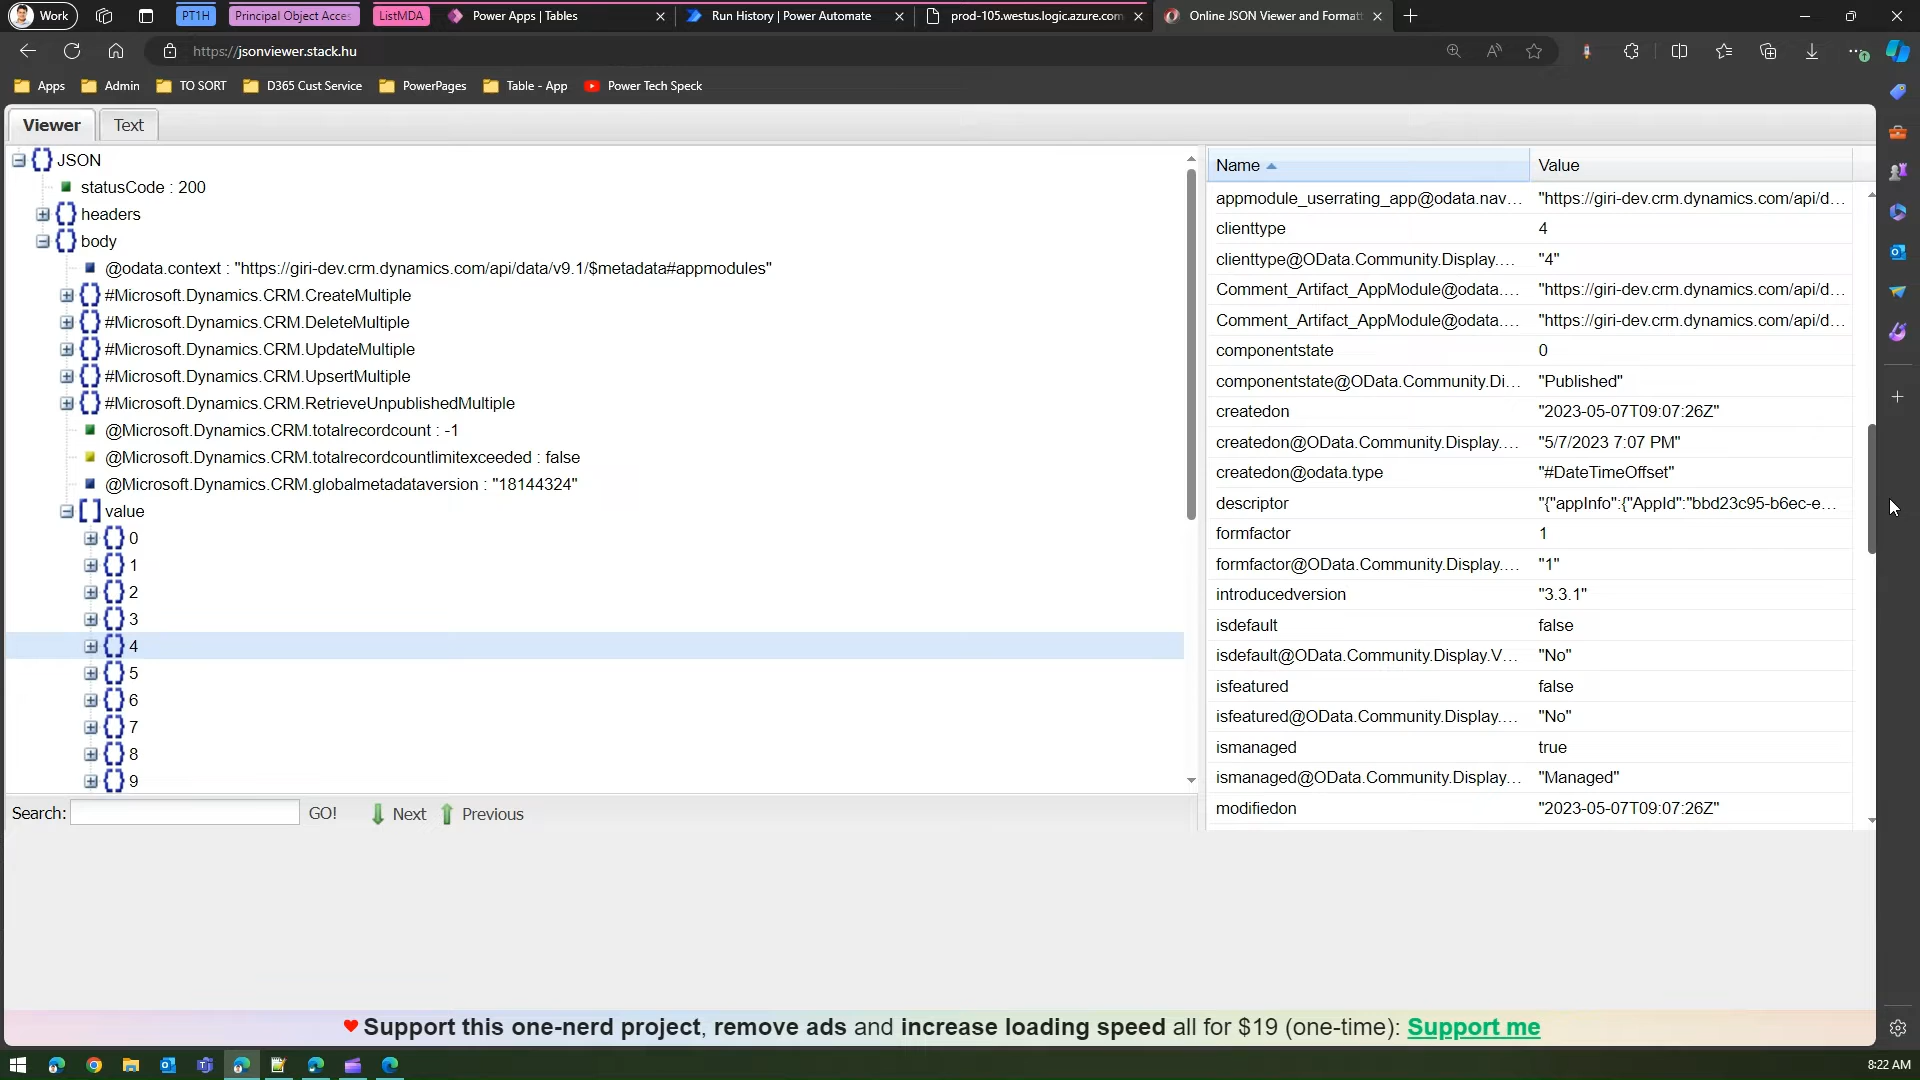 Work
PT1H
Principal Object Acces
ListMDA
Power Apps | Tables
Run History | Power Automate
prod-105.westus.logic.azure.com
Online JSON Viewer and Formatt
https://jsonviewer.stack.hu
Apps
Admin
TO SORT
D365 Cust Service
PowerPages
Table - App
Power Tech Speck
Viewer
Text
JSON
statusCode : 200
headers
body
@odata.context : "https://giri-dev.crm.dynamics.com/api/data/v9.1/$metadata#appmodules"
#Microsoft.Dynamics.CRM.CreateMultiple
#Microsoft.Dynamics.CRM.DeleteMultiple
#Microsoft.Dynamics.CRM.UpdateMultiple
#Microsoft.Dynamics.CRM.UpsertMultiple
#Microsoft.Dynamics.CRM.RetrieveUnpublishedMultiple
@Microsoft.Dynamics.CRM.totalrecordcount : -1
@Microsoft.Dynamics.CRM.totalrecordcountlimitexceeded : false
@Microsoft.Dynamics.CRM.globalmetadataversion : "18144324"
value
0
1
2
3
4
5
6
7
8
9
Search:
GO!
Next
Previous
Name Value
appmodule_userrating_app@odata.nav... "https://giri-dev.crm.dynamics.com/api/d...
clienttype 4
clienttype@OData.Community.Display.... "4"
Comment_Artifact_AppModule@odata.... "https://giri-dev.crm.dynamics.com/api/d...
Comment_Artifact_AppModule@odata.... "https://giri-dev.crm.dynamics.com/api/d...
componentstate 0
componentstate@OData.Community.Di... "Published"
createdon "2023-05-07T09:07:26Z"
createdon@OData.Community.Display.... "5/7/2023 7:07 PM"
createdon@odata.type "#DateTimeOffset"
descriptor "{"appInfo":{"AppId":"bbd23c95-b6ec-e...
formfactor 1
formfactor@OData.Community.Display.... "1"
introducedversion "3.3.1"
isdefault false
isdefault@OData.Community.Display.V... "No"
isfeatured false
isfeatured@OData.Community.Display.... "No"
ismanaged true
ismanaged@OData.Community.Display... "Managed"
modifiedon "2023-05-07T09:07:26Z"
Support this one-nerd project, remove ads and increase loading speed all for $19 (one-time): Support me
8:22 AM